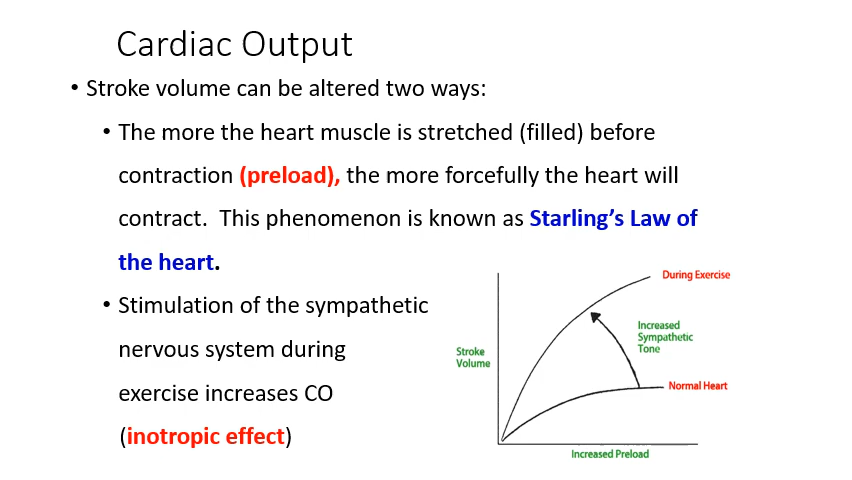 Cardiac Output
• Stroke volume can be altered two ways:
• The more the heart muscle is stretched (filled) before
contraction (preload), the more forcefully the heart will
contract.  This phenomenon is known as Starling’s Law of
the heart.
• Stimulation of the sympathetic
nervous system during
exercise increases CO
(inotropic effect)
During Exercise
Increased
Sympathetic
Tone
Stroke
Volume
Normal Heart
Increased Preload